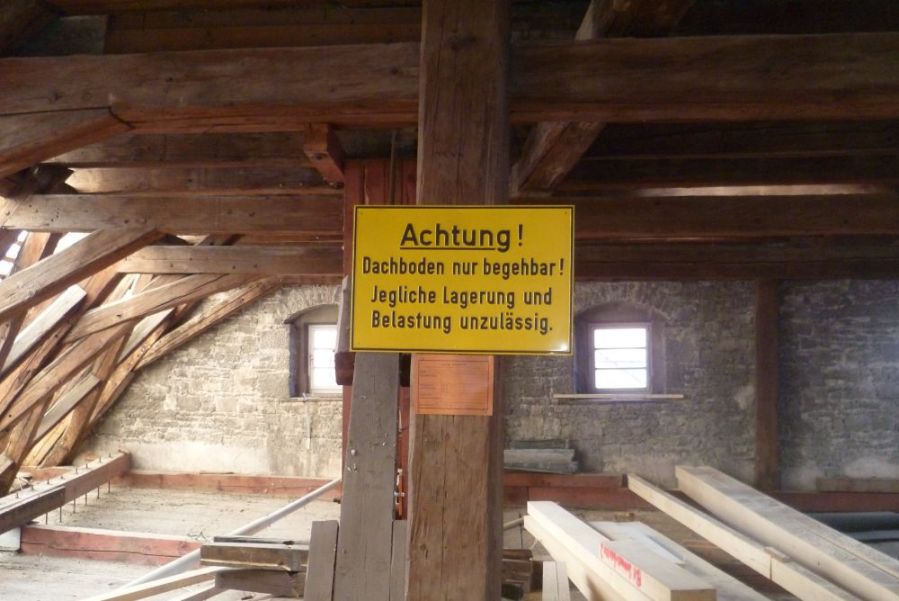 Achtung!
Dachboden nur begehbar!
Jegliche Lagerung und
Belastung unzulässig.